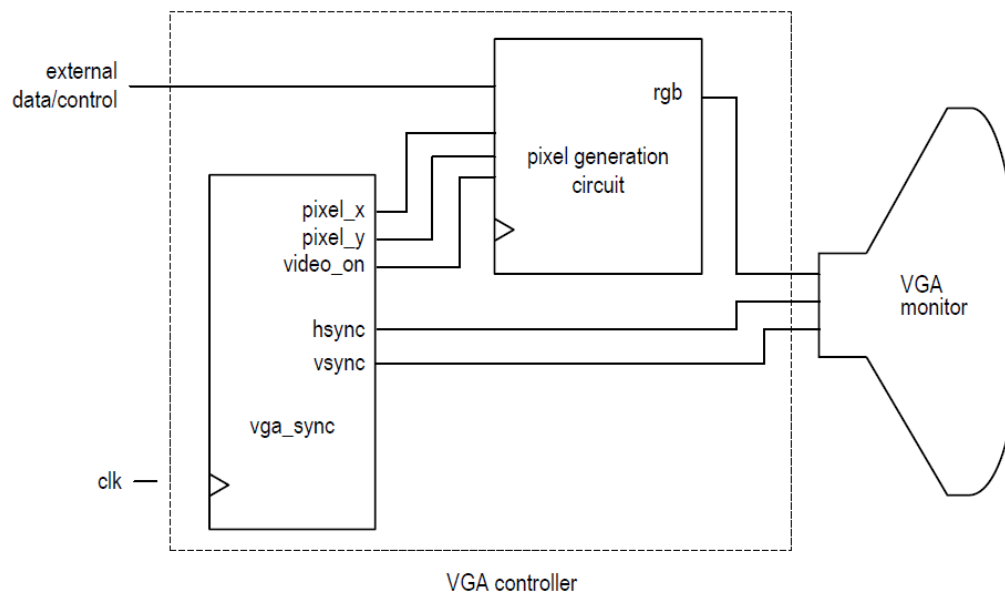 external
data/control
rgb
pixel generation
circuit
pixel_x
pixel_y
video_on
hsync
vsync
vga_sync
clk
VGA
monitor
VGA controller